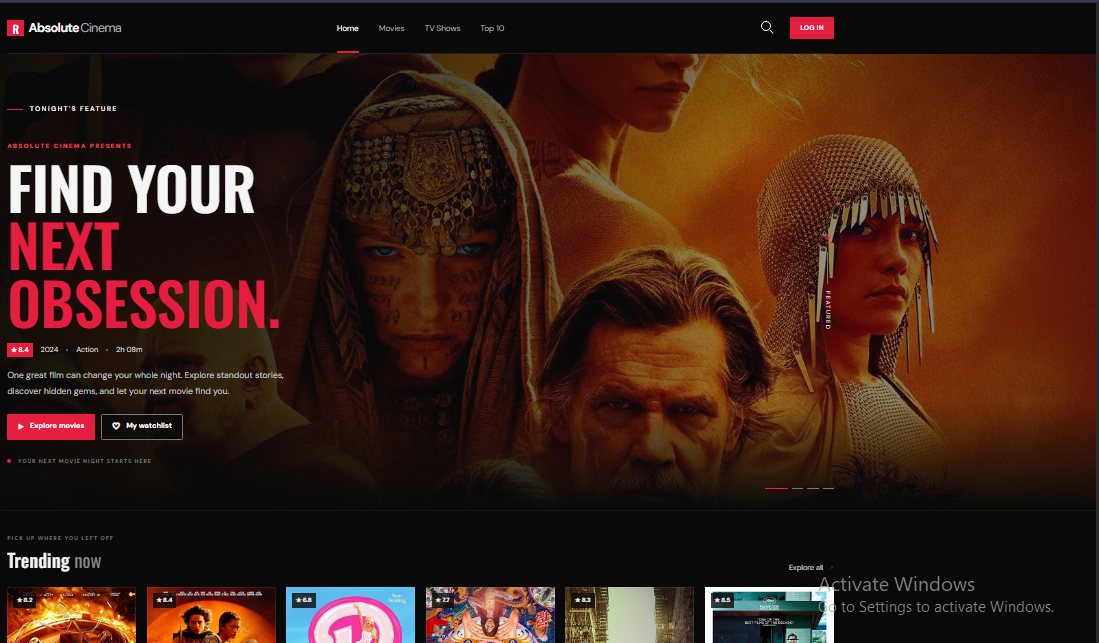 R AbsoluteCinema
Home Movies TV Shows Top 10
LOG IN
TONIGHT'S FEATURE
ABSOLUTE CINEMA PRESENTS
FIND YOUR
NEXT
OBSESSION.
★ 8.4 2024 • Action • 2h 08m
One great film can change your whole night. Explore standout stories,
discover hidden gems, and let your next movie find you.
▶ Explore movies
My watchlist
YOUR NEXT MOVIE NIGHT STARTS HERE
FEATURED
PICK UP WHERE YOU LEFT OFF
Trending now
Explore all ↗
★ 8.2 ★ 8.4 ★ 6.8 ★ 7.7 ★ 8.3 ★ 8.5
Activate Windows
Go to Settings to activate Windows.